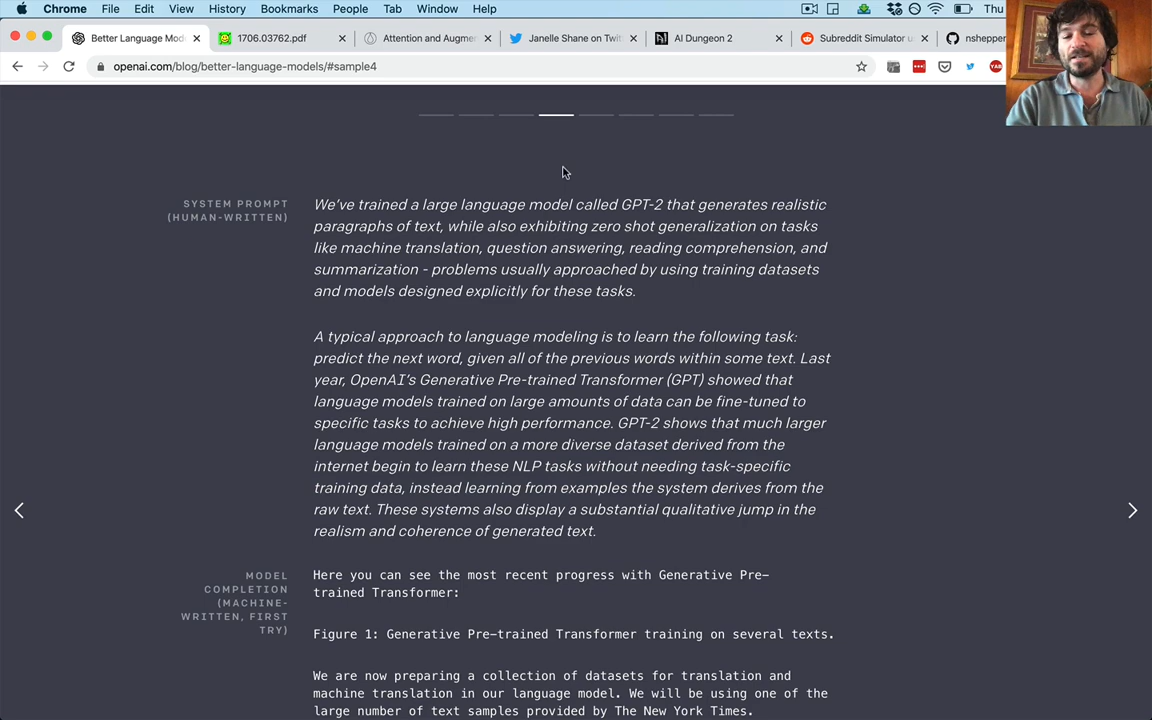 Chrome File Edit View History Bookmarks People Tab Window Help Thu
Better Language Mod 1706.03762.pdf Attention and Augmen Janelle Shane on Twit AI Dungeon 2 Subreddit Simulator u nshepper
openai.com/blog/better-language-models/#sample4
SYSTEM PROMPT
(HUMAN-WRITTEN)
We've trained a large language model called GPT-2 that generates realistic
paragraphs of text, while also exhibiting zero shot generalization on tasks
like machine translation, question answering, reading comprehension, and
summarization - problems usually approached by using training datasets
and models designed explicitly for these tasks.
A typical approach to language modeling is to learn the following task:
predict the next word, given all of the previous words within some text. Last
year, OpenAI's Generative Pre-trained Transformer (GPT) showed that
language models trained on large amounts of data can be fine-tuned to
specific tasks to achieve high performance. GPT-2 shows that much larger
language models trained on a more diverse dataset derived from the
internet begin to learn these NLP tasks without needing task-specific
training data, instead learning from examples the system derives from the
raw text. These systems also display a substantial qualitative jump in the
realism and coherence of generated text.
MODEL
COMPLETION
(MACHINE-
WRITTEN, FIRST
TRY)
Here you can see the most recent progress with Generative Pre-
trained Transformer:
Figure 1: Generative Pre-trained Transformer training on several texts.
We are now preparing a collection of datasets for translation and
machine translation in our language model. We will be using one of the
large number of text samples provided by The New York Times.